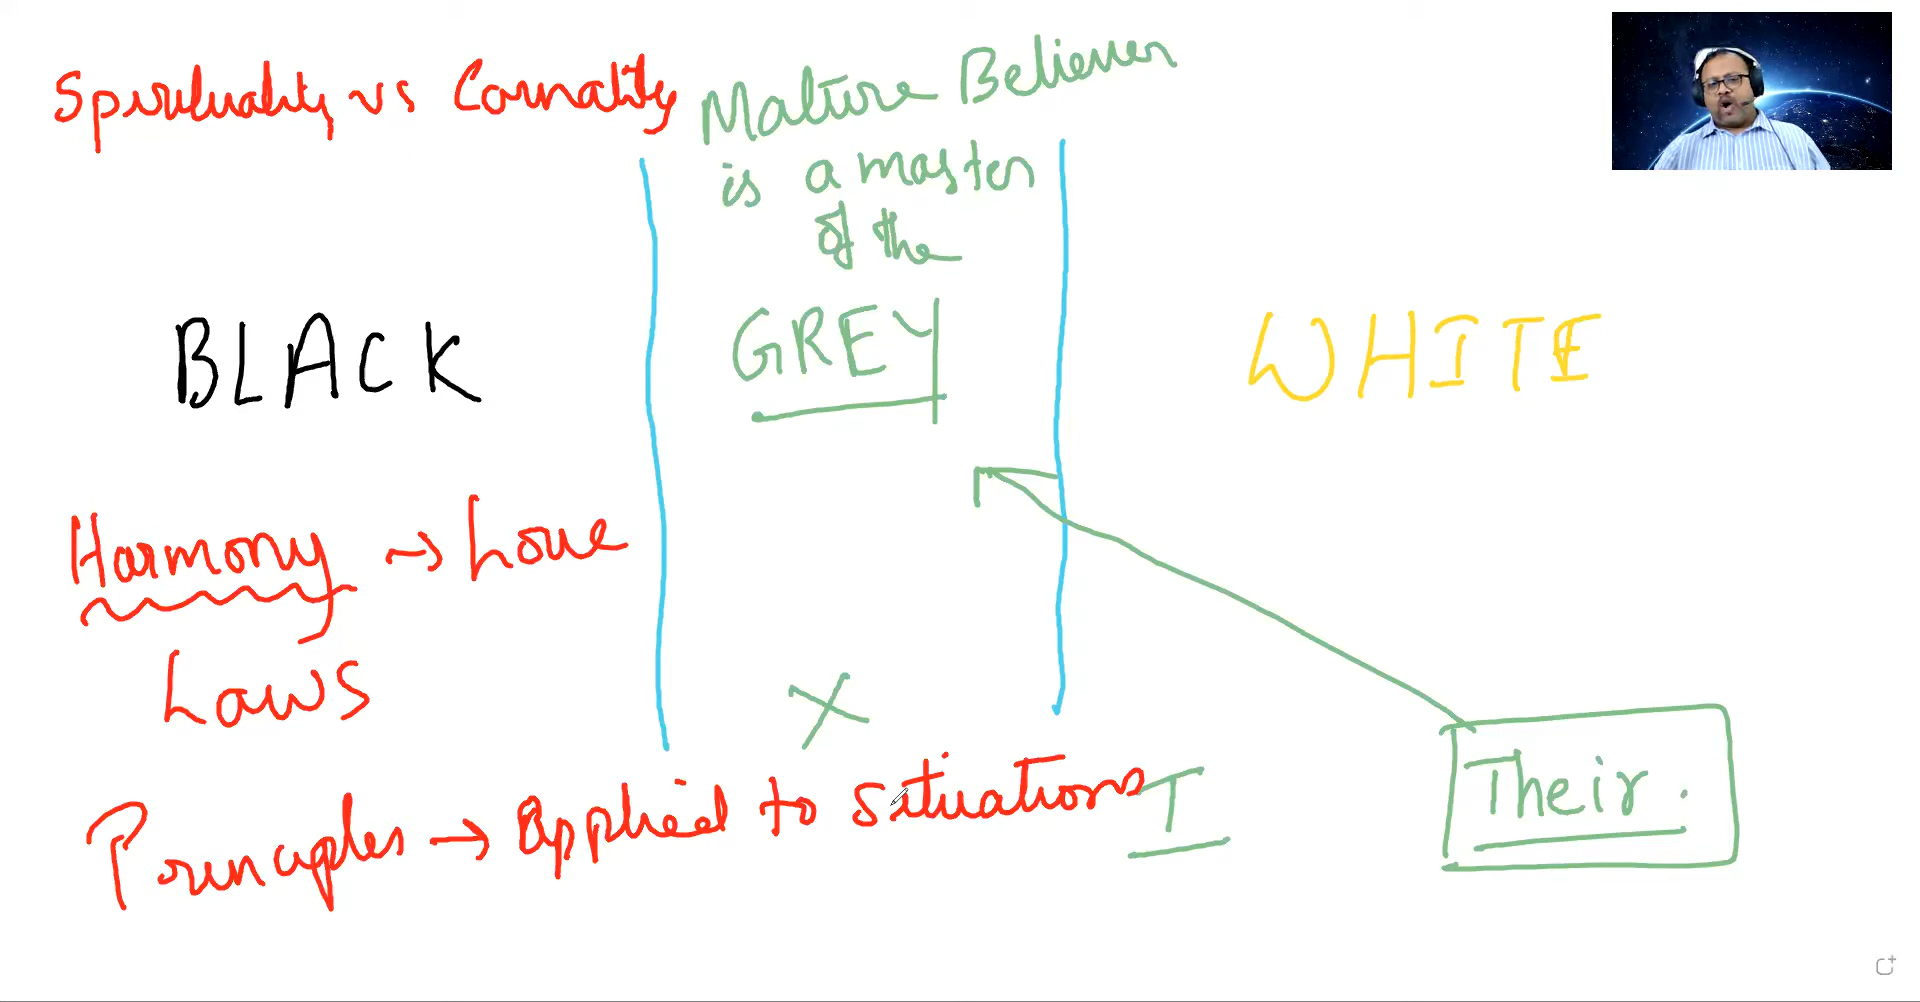 Spirituality vs Carnality
Mature Believer
is a master
of the
BLACK
GREY
WHITE
Harmony → Love
Laws
X
Principles → Applied to Situations
I
Their.